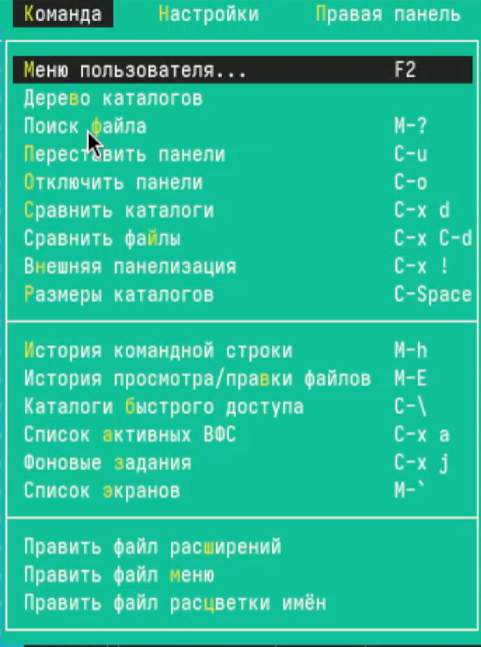 Команда Настройки Правая панель
Меню пользователя... F2
Дерево каталогов
Поиск файла M-?
Переставить панели C-u
Отключить панели C-o
Сравнить каталоги C-x d
Сравнить файлы C-x C-d
Внешняя панелизация C-x !
Размеры каталогов C-Space
История командной строки M-h
История просмотра/правки файлов M-E
Каталоги быстрого доступа C-\
Список активных ВФС C-x a
Фоновые задания C-x j
Список экранов M-`
Править файл расширений
Править файл меню
Править файл расцветки имён